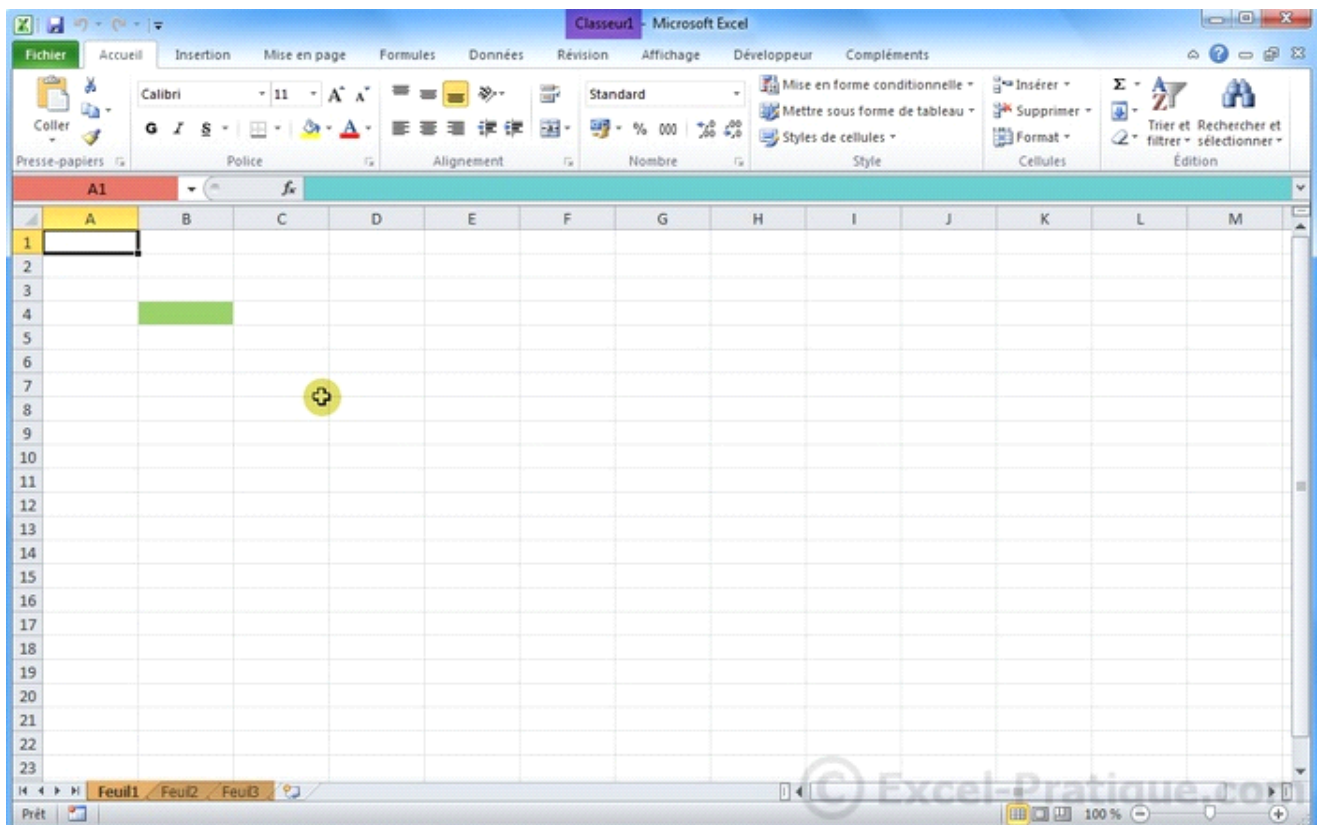 Classeur1 - Microsoft Excel
Fichier Accueil Insertion Mise en page Formules Données Révision Affichage Développeur Compléments
Calibri 11 A A Standard Mise en forme conditionnelle Insérer Σ
Mettre sous forme de tableau Supprimer
Coller G I S A % 000 Styles de cellules Format Trier et filtrer Rechercher et sélectionner
Presse-papiers Police Alignement Nombre Style Cellules Édition
A1 fx
A B C D E F G H I J K L M
1
2
3
4
5
6
7
8
9
10
11
12
13
14
15
16
17
18
19
20
21
22
23
Feuil1 Feuil2 Feuil3
© Excel-Pratique.com
Prêt 100 %